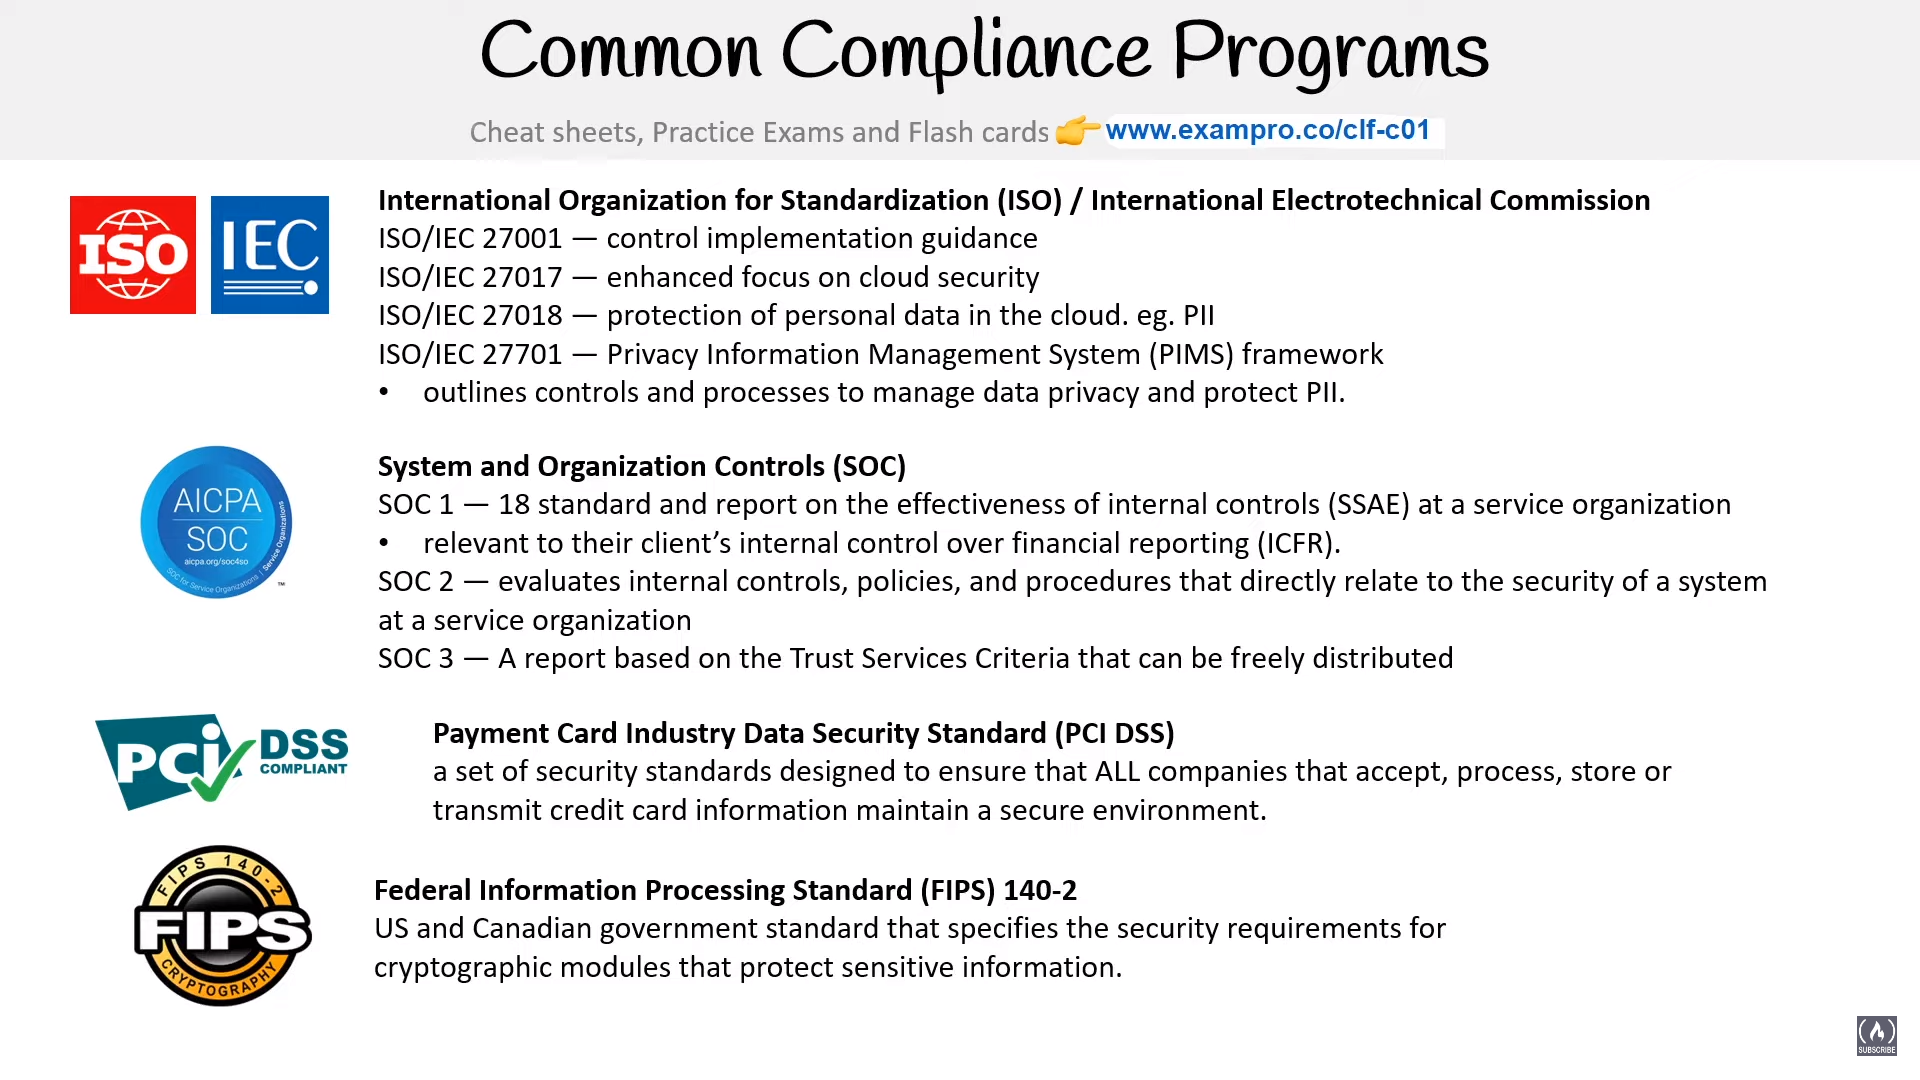 Common Compliance Programs
Cheat sheets, Practice Exams and Flash cards 👉 www.exampro.co/clf-c01
ISO
IEC
International Organization for Standardization (ISO) / International Electrotechnical Commission
ISO/IEC 27001 — control implementation guidance
ISO/IEC 27017 — enhanced focus on cloud security
ISO/IEC 27018 — protection of personal data in the cloud. eg. PII
ISO/IEC 27701 — Privacy Information Management System (PIMS) framework
• outlines controls and processes to manage data privacy and protect PII.
AICPA
SOC
aicpa.org/soc4so
SOC for Service Organizations | Service Organizations
™
System and Organization Controls (SOC)
SOC 1 — 18 standard and report on the effectiveness of internal controls (SSAE) at a service organization
• relevant to their client’s internal control over financial reporting (ICFR).
SOC 2 — evaluates internal controls, policies, and procedures that directly relate to the security of a system
at a service organization
SOC 3 — A report based on the Trust Services Criteria that can be freely distributed
PCi DSS
COMPLIANT
Payment Card Industry Data Security Standard (PCI DSS)
a set of security standards designed to ensure that ALL companies that accept, process, store or
transmit credit card information maintain a secure environment.
FIPS 140-2
FIPS
CRYPTOGRAPHY
Federal Information Processing Standard (FIPS) 140-2
US and Canadian government standard that specifies the security requirements for
cryptographic modules that protect sensitive information.
SUBSCRIBE